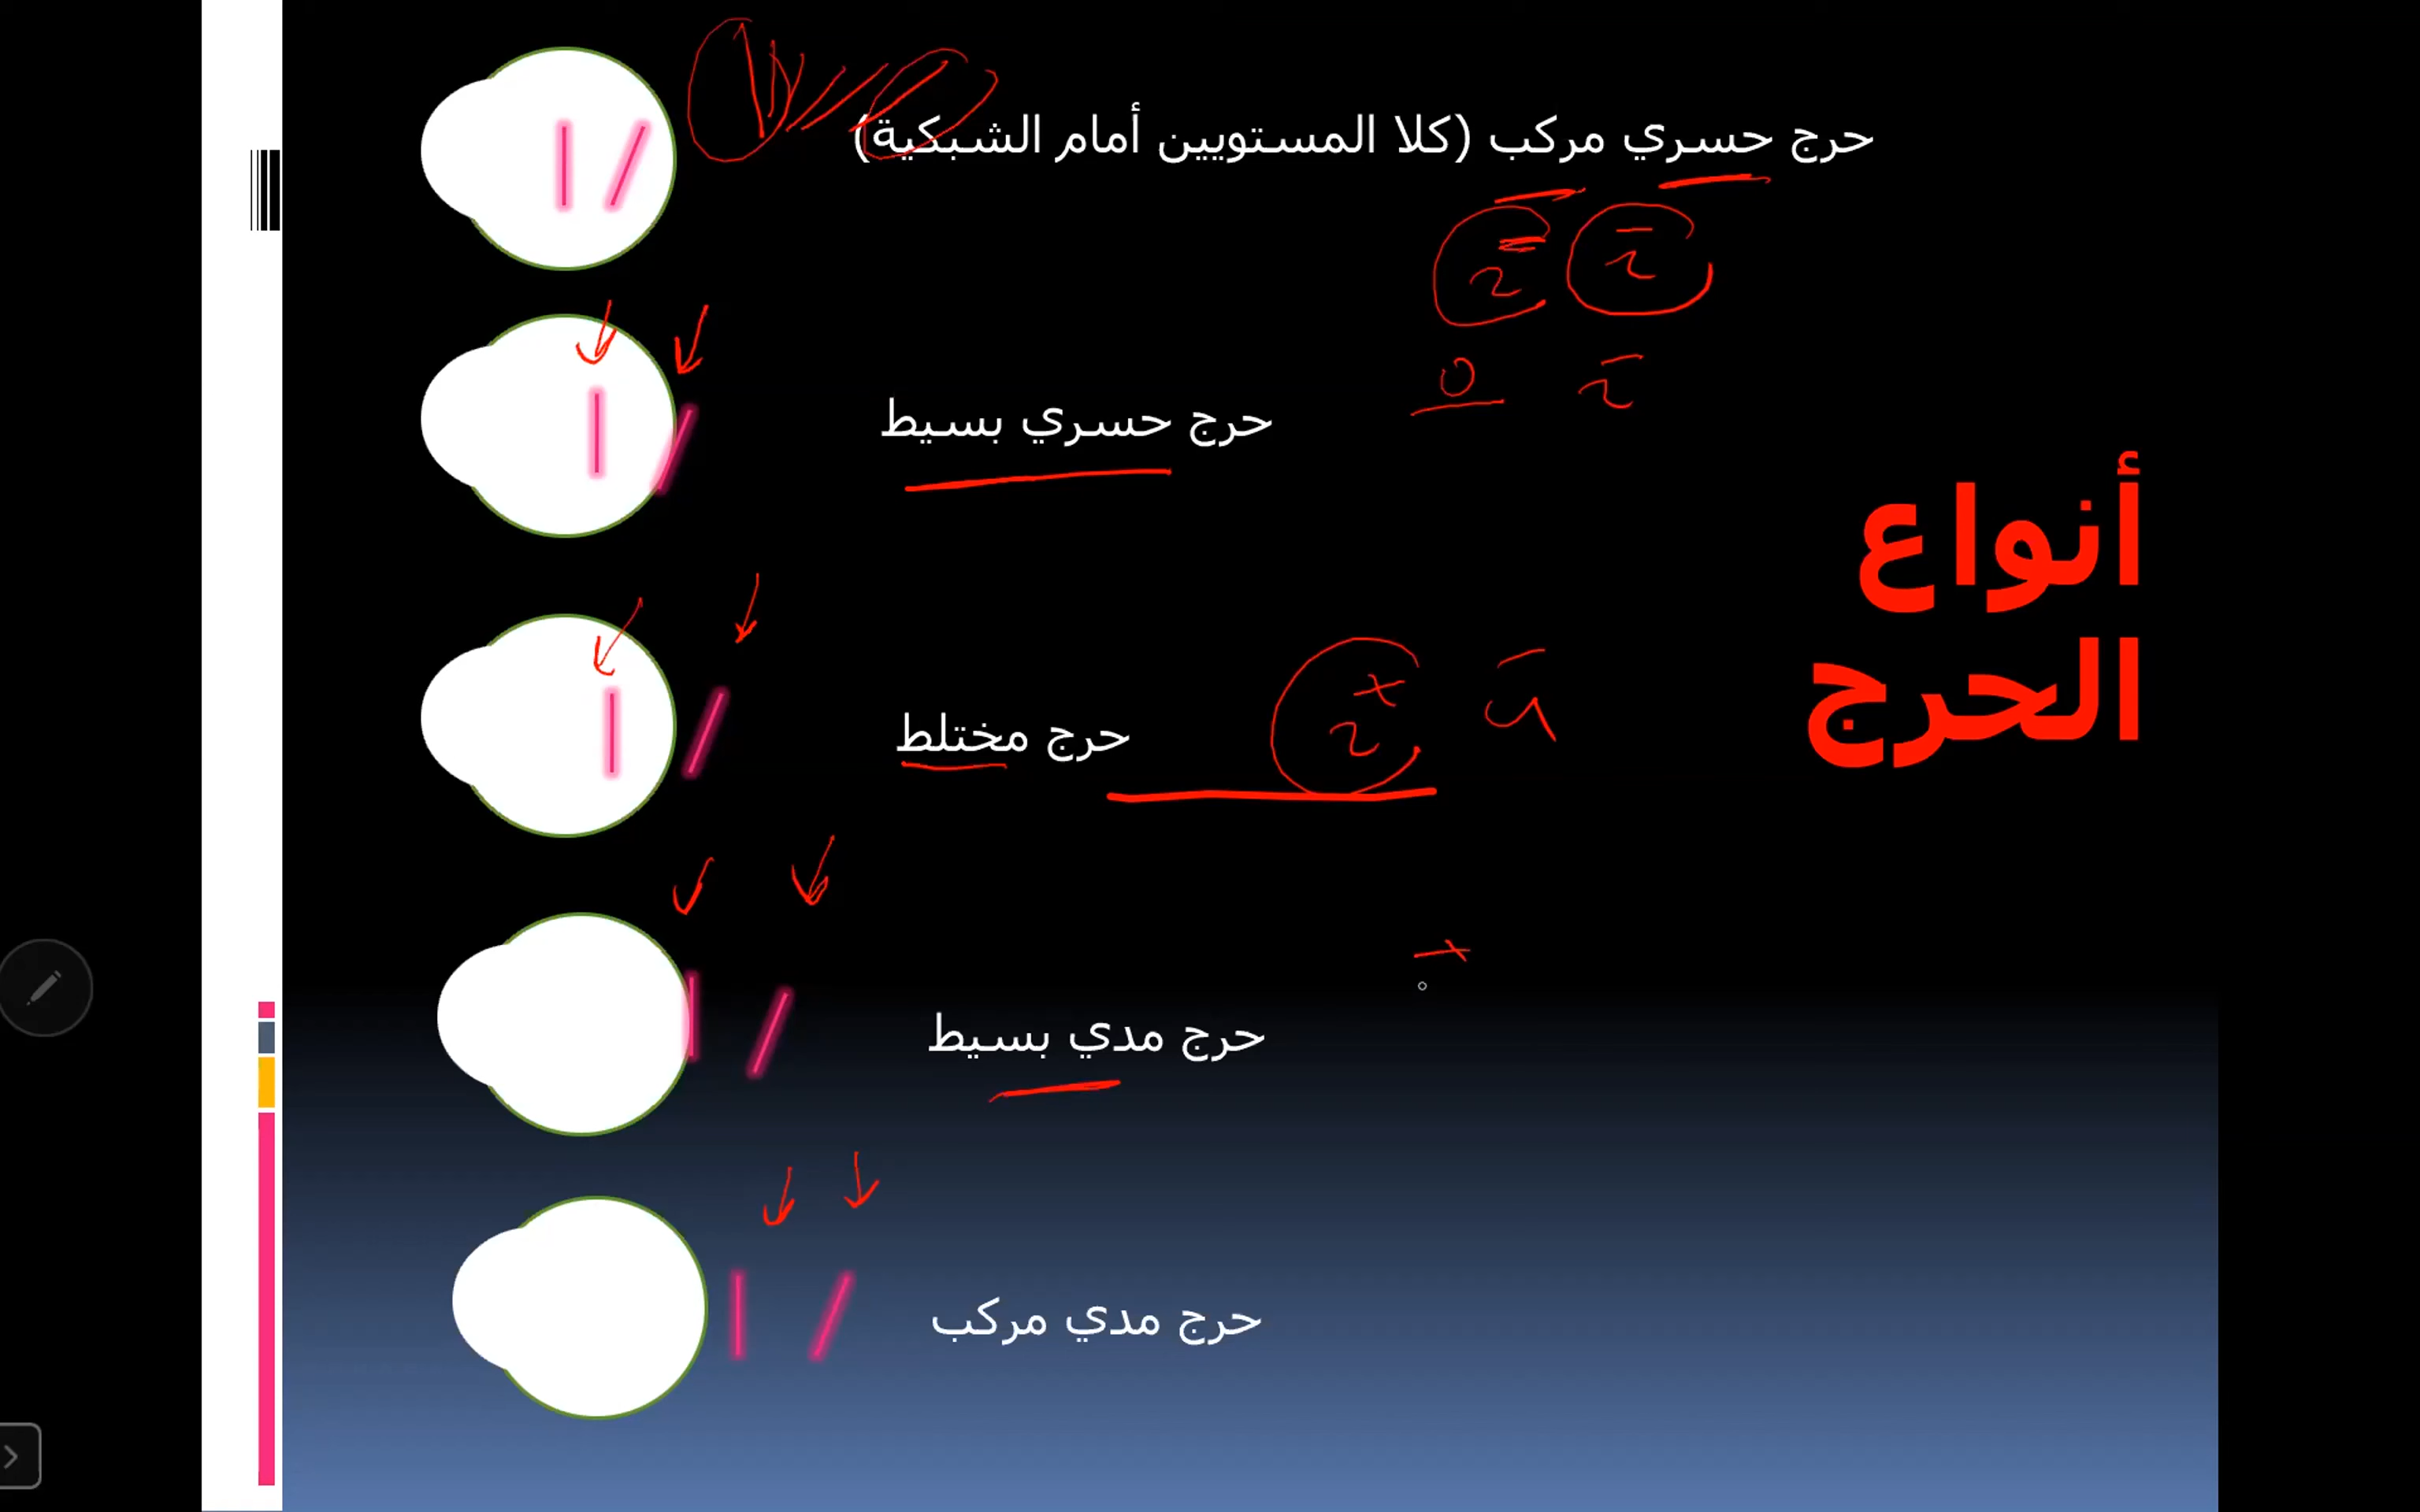 حرج حسري مركب (كلا المستويين أمام الشبكية)
حرج حسري بسيط
أنواع
الحرج
حرج مختلط
حرج مدي بسيط
حرج مدي مركب